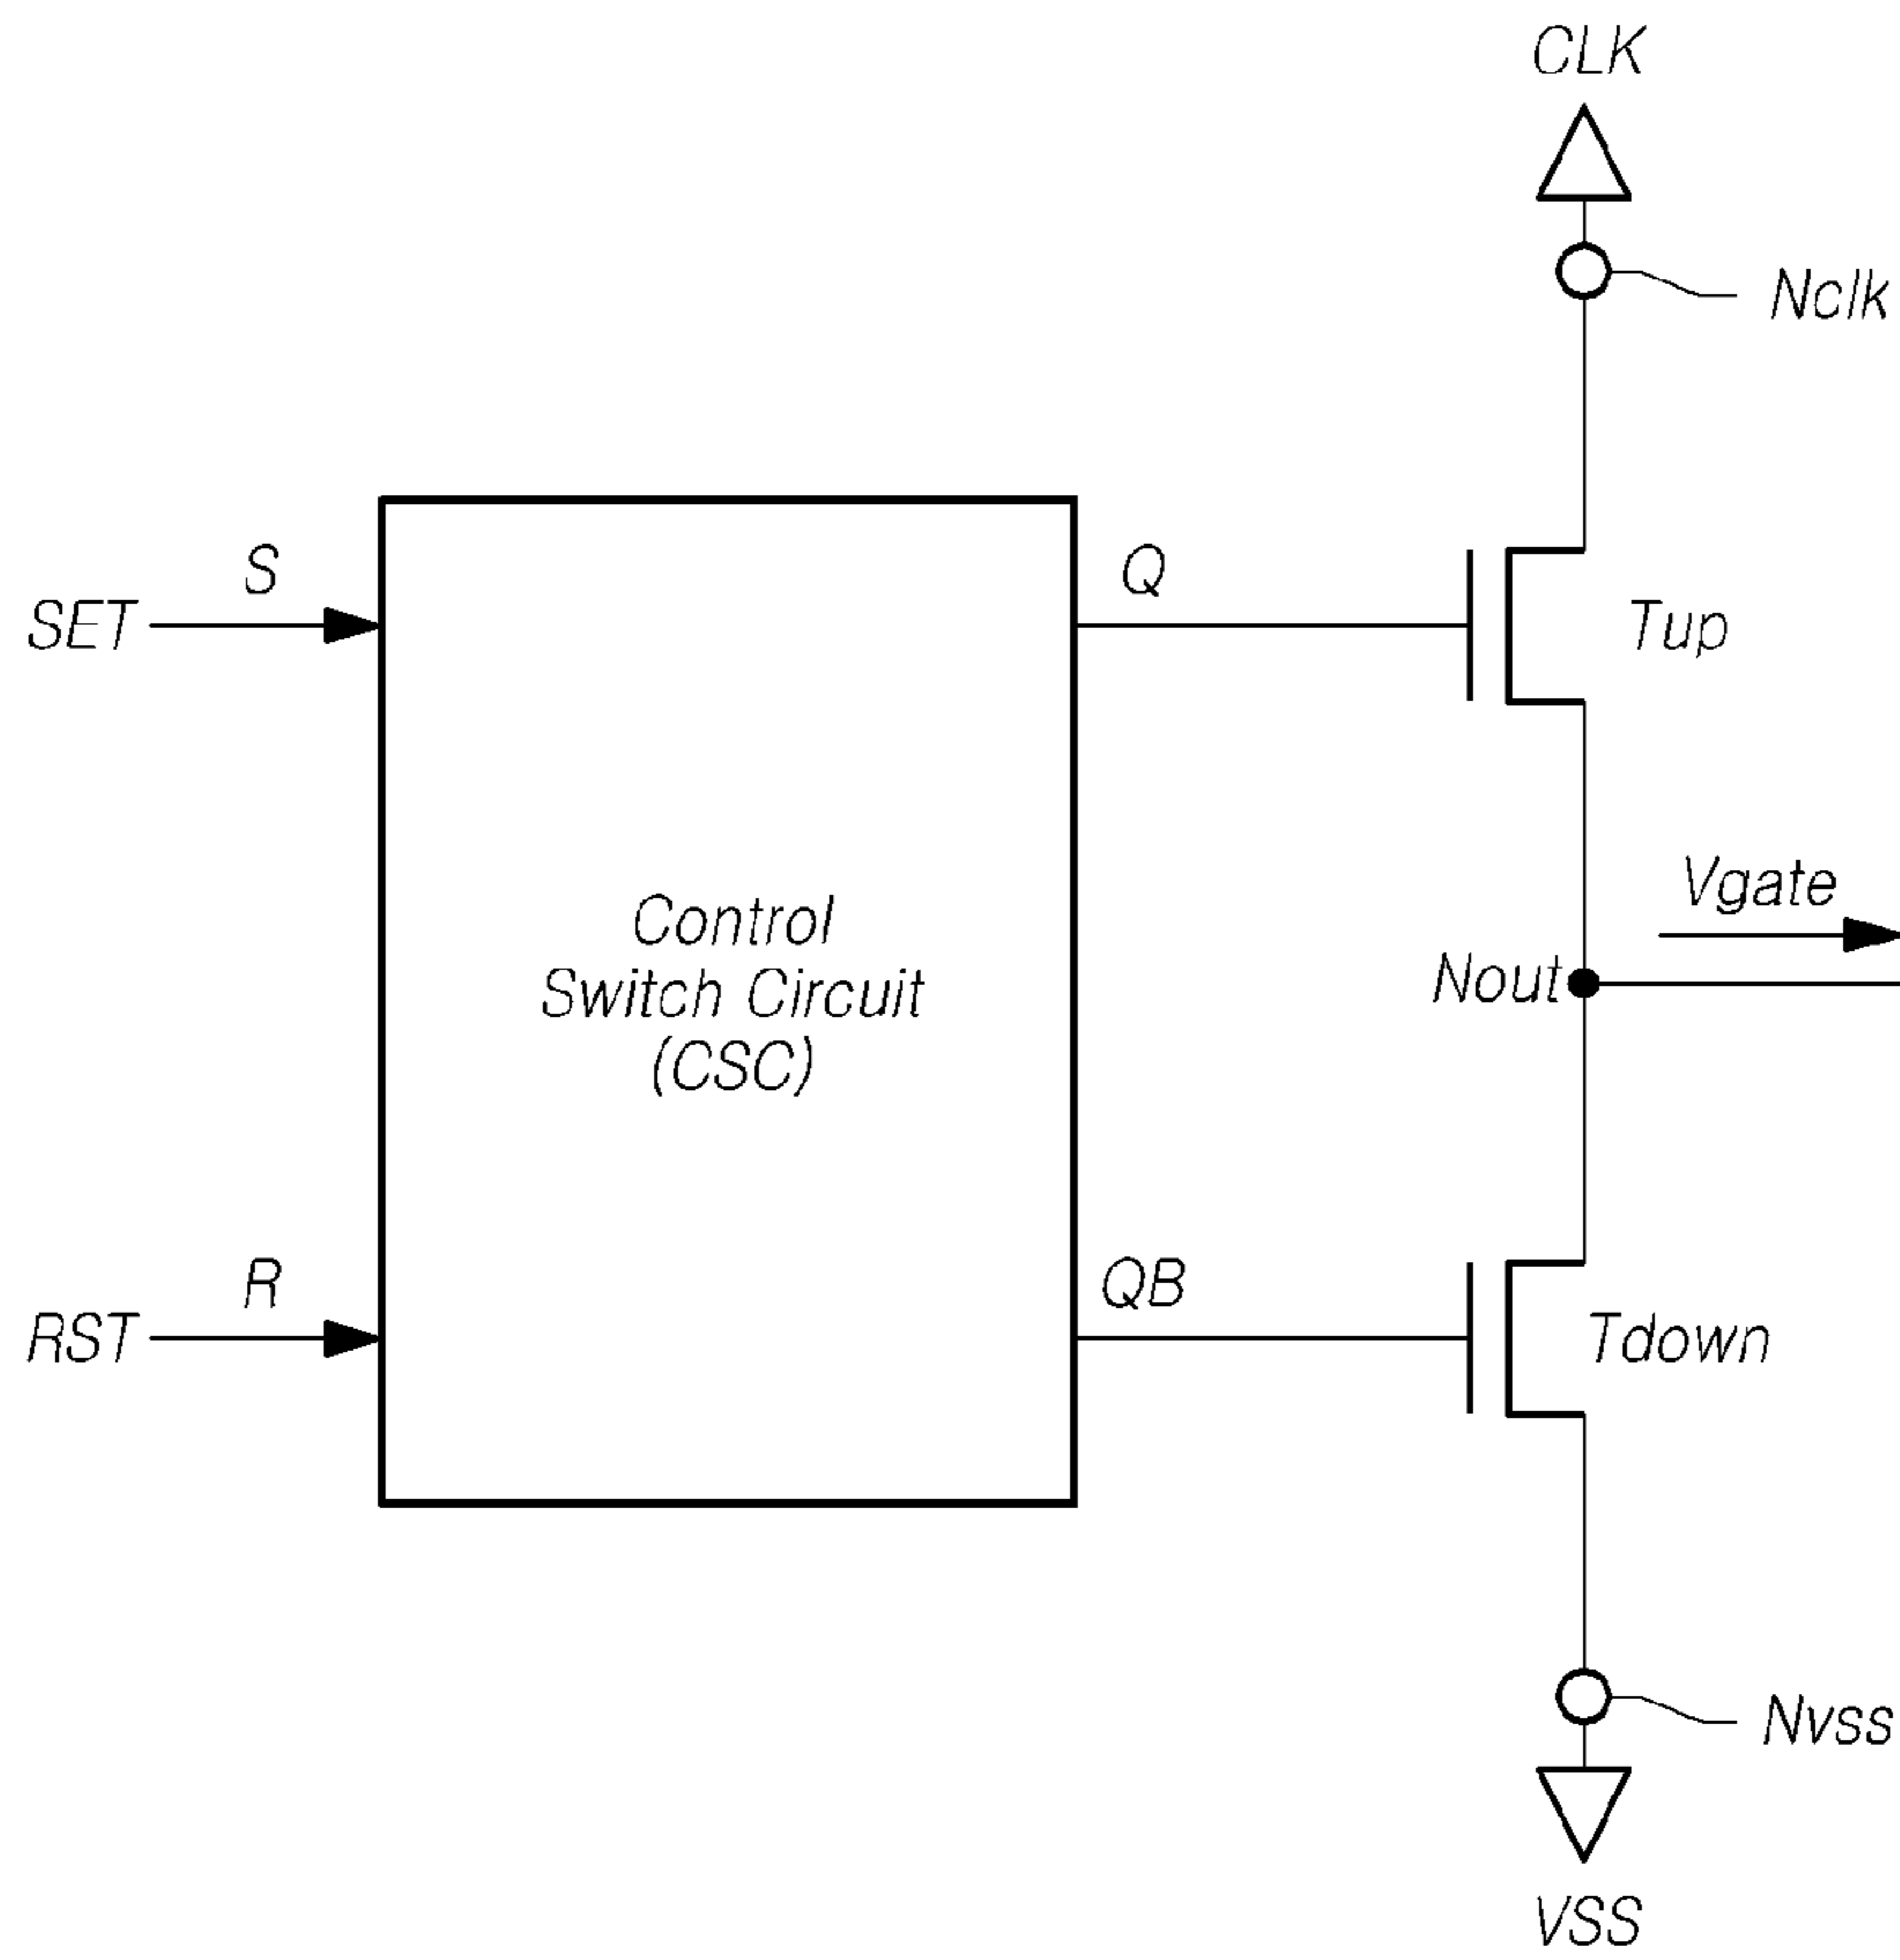 CLK
Nclk
S
Q
SET
Tup
Control
Switch Circuit
(CSC)
Vgate
Nout
R
QB
RST
Tdown
Nvss
VSS